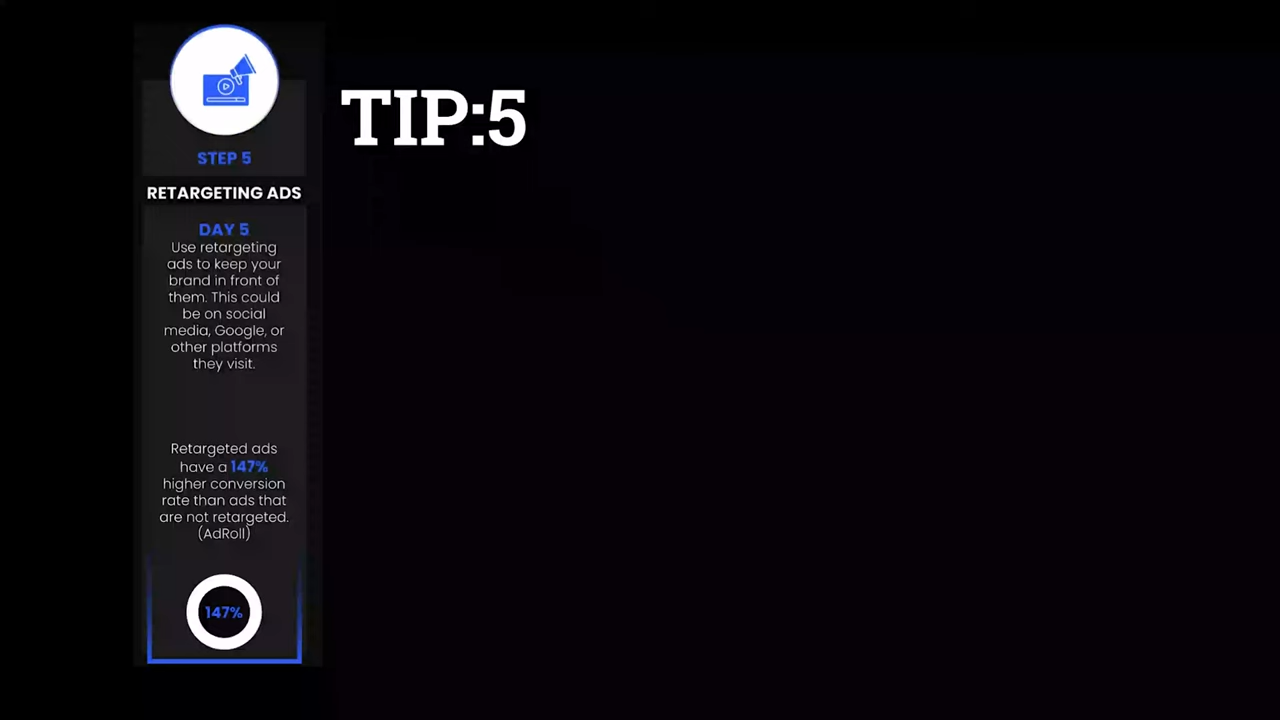 TIP:5
STEP 5
RETARGETING ADS
DAY 5
Use retargeting
ads to keep your
brand in front of
them. This could
be on social
media, Google, or
other platforms
they visit.
Retargeted ads
have a 147%
higher conversion
rate than ads that
are not retargeted.
(AdRoll)
147%